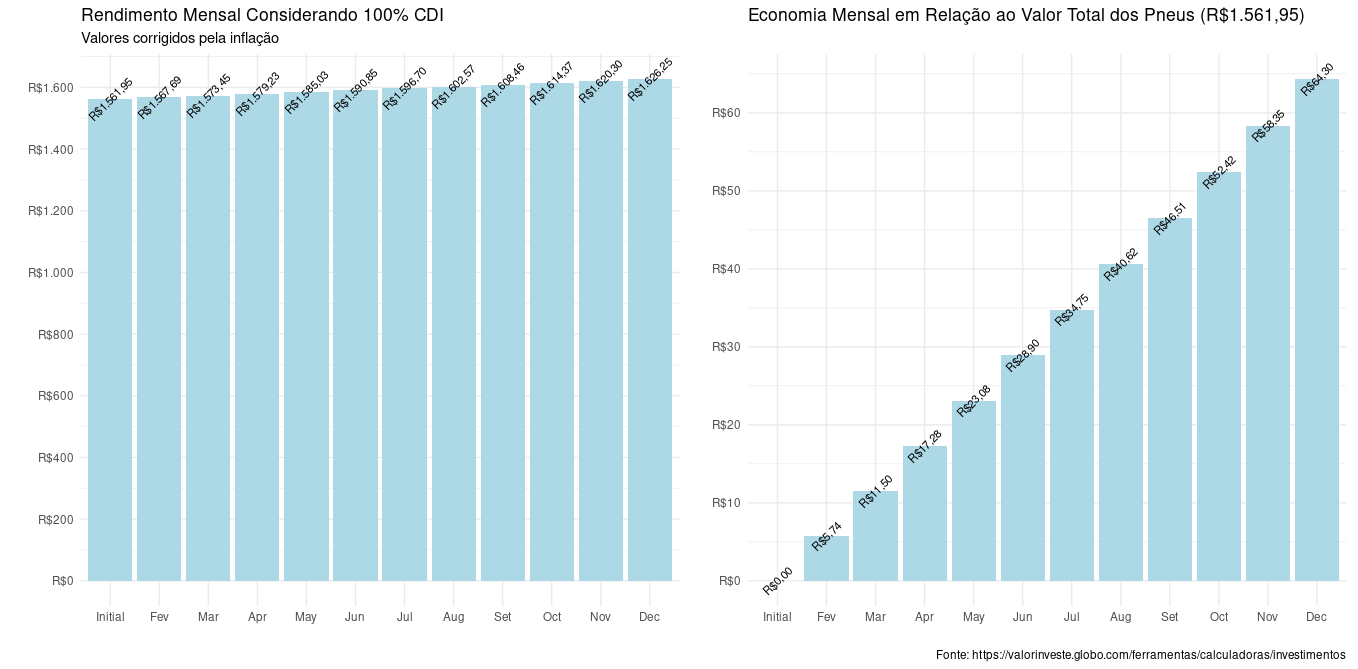 Rendimento Mensal Considerando 100% CDI
Valores corrigidos pela inflação
R$1.600
R$1.400
R$1.200
R$1.000
R$800
R$600
R$400
R$200
R$0
R$1.561,95
R$1.567,69
R$1.573,45
R$1.579,23
R$1.585,03
R$1.590,85
R$1.596,70
R$1.602,57
R$1.608,46
R$1.614,37
R$1.620,30
R$1.626,25
Initial Fev Mar Apr May Jun Jul Aug Set Oct Nov Dec
Economia Mensal em Relação ao Valor Total dos Pneus (R$1.561,95)
R$60
R$50
R$40
R$30
R$20
R$10
R$0
R$0,00
R$5,74
R$11,50
R$17,28
R$23,08
R$28,90
R$34,75
R$40,62
R$46,51
R$52,42
R$58,35
R$64,30
Initial Fev Mar Apr May Jun Jul Aug Set Oct Nov Dec
Fonte: https://valorinveste.globo.com/ferramentas/calculadoras/investimentos